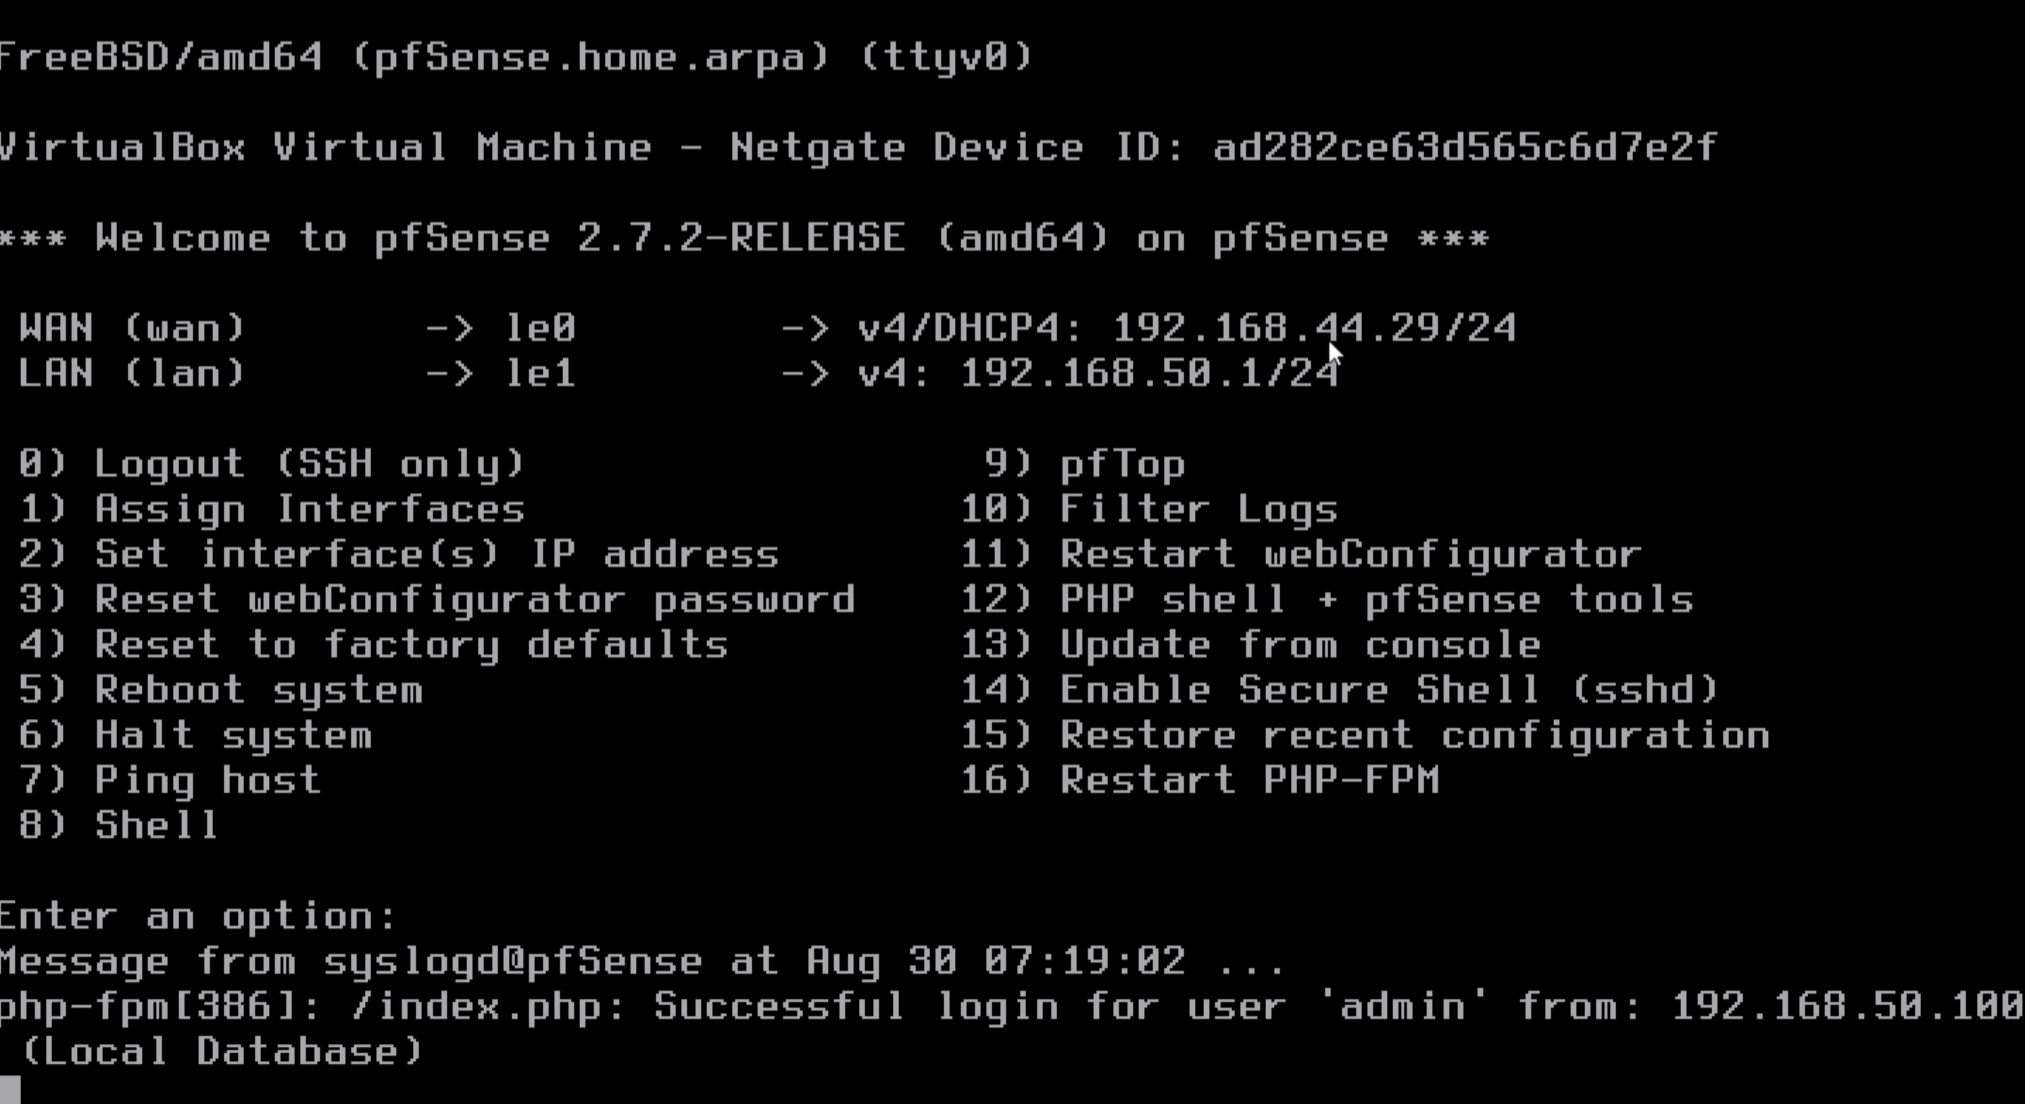 FreeBSD/amd64 (pfSense.home.arpa) (ttyv0)
VirtualBox Virtual Machine - Netgate Device ID: ad282ce63d565c6d7e2f
*** Welcome to pfSense 2.7.2-RELEASE (amd64) on pfSense ***
WAN (wan) -> le0 -> v4/DHCP4: 192.168.44.29/24
LAN (lan) -> le1 -> v4: 192.168.50.1/24
0) Logout (SSH only) 9) pfTop
1) Assign Interfaces 10) Filter Logs
2) Set interface(s) IP address 11) Restart webConfigurator
3) Reset webConfigurator password 12) PHP shell + pfSense tools
4) Reset to factory defaults 13) Update from console
5) Reboot system 14) Enable Secure Shell (sshd)
6) Halt system 15) Restore recent configuration
7) Ping host 16) Restart PHP-FPM
8) Shell
Enter an option:
Message from syslogd@pfSense at Aug 30 07:19:02 ...
php-fpm[386]: /index.php: Successful login for user 'admin' from: 192.168.50.100
(Local Database)